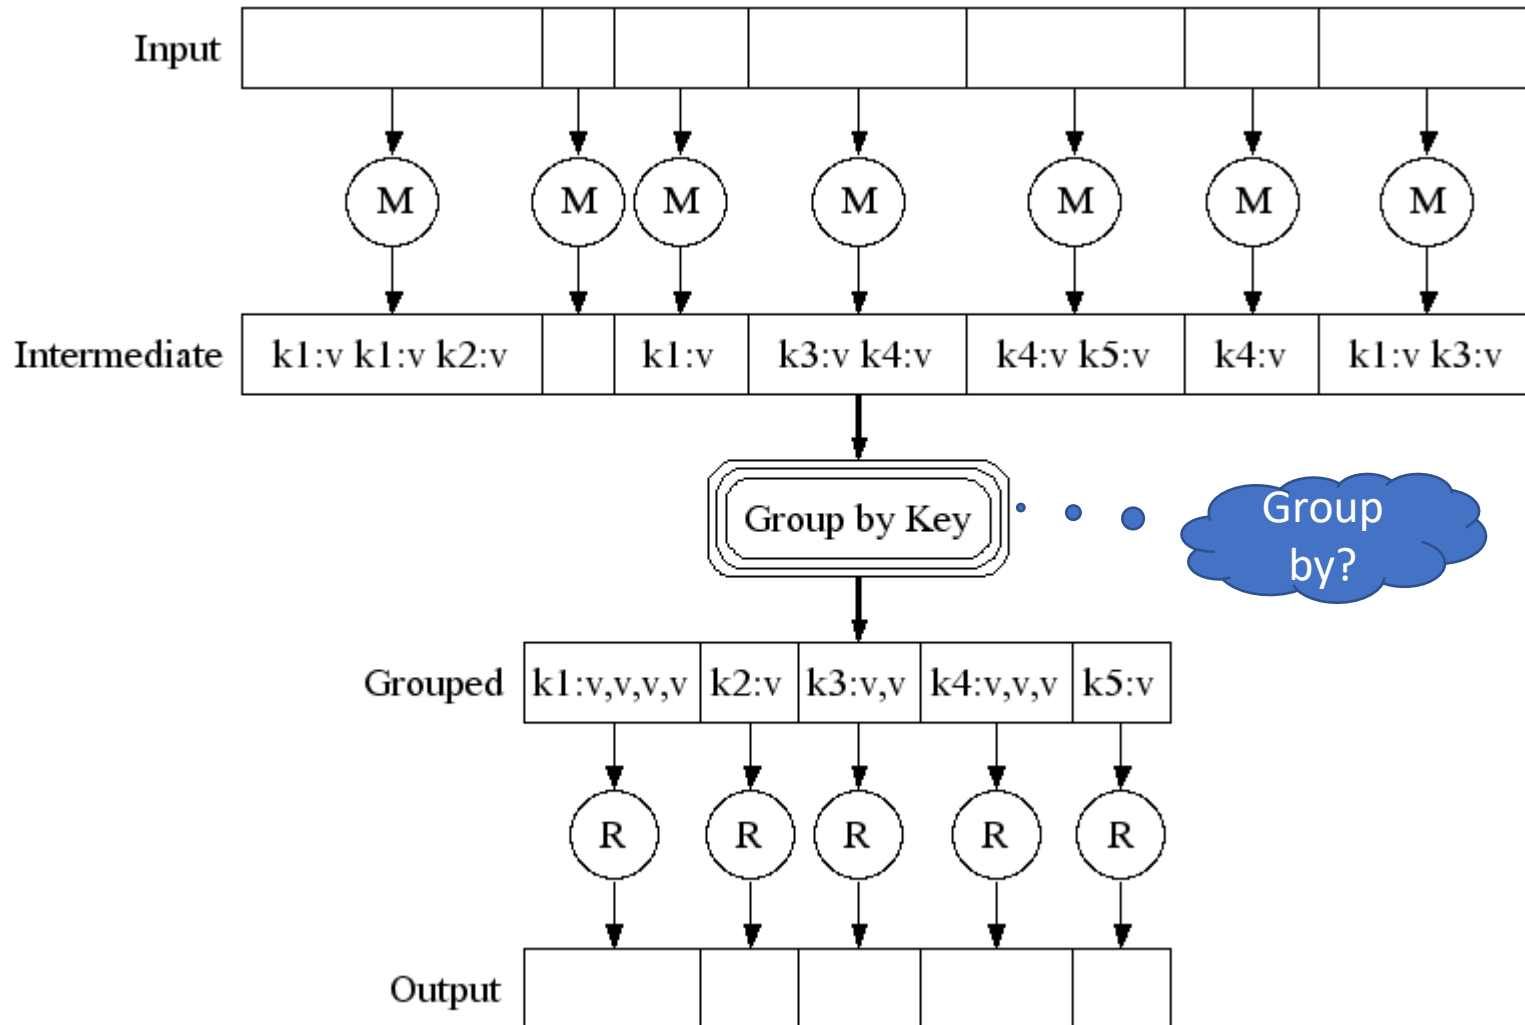 Input
M M M M M M M
Intermediate k1:v k1:v k2:v k1:v k3:v k4:v k4:v k5:v k4:v k1:v k3:v
Group by Key
Group
by?
Grouped k1:v,v,v,v k2:v k3:v,v k4:v,v,v k5:v
R R R R R
Output